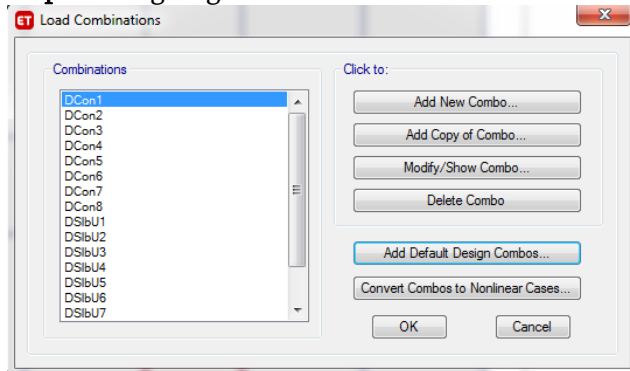 ET Load Combinations
Combinations
DCon1
DCon2
DCon3
DCon4
DCon5
DCon6
DCon7
DCon8
DSlbU1
DSlbU2
DSlbU3
DSlbU4
DSlbU5
DSlbU6
DSlbU7
Click to:
Add New Combo...
Add Copy of Combo...
Modify/Show Combo...
Delete Combo
Add Default Design Combos...
Convert Combos to Nonlinear Cases...
OK
Cancel